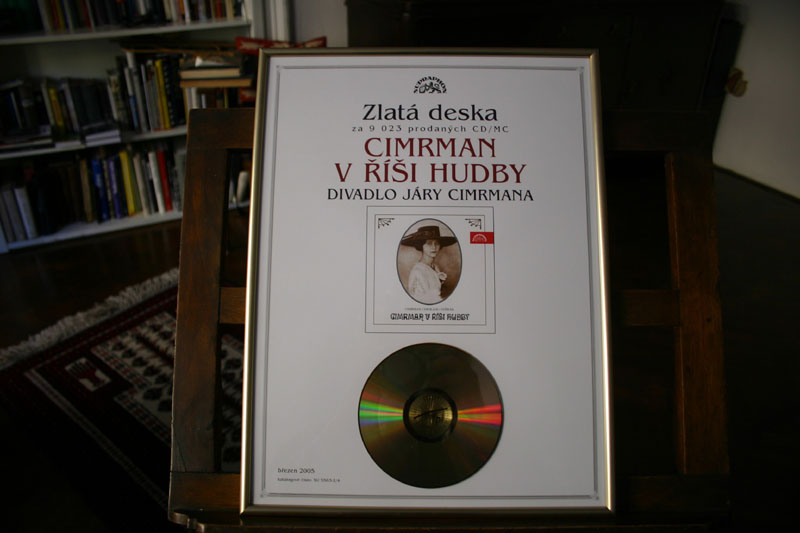 SUPRAPHON
Zlatá deska
za 9 023 prodaných CD/MC
CIMRMAN
V ŘÍŠI HUDBY
DIVADLO JÁRY CIMRMANA
CIMRMAN V ŘÍŠI HUDBY
březen 2005